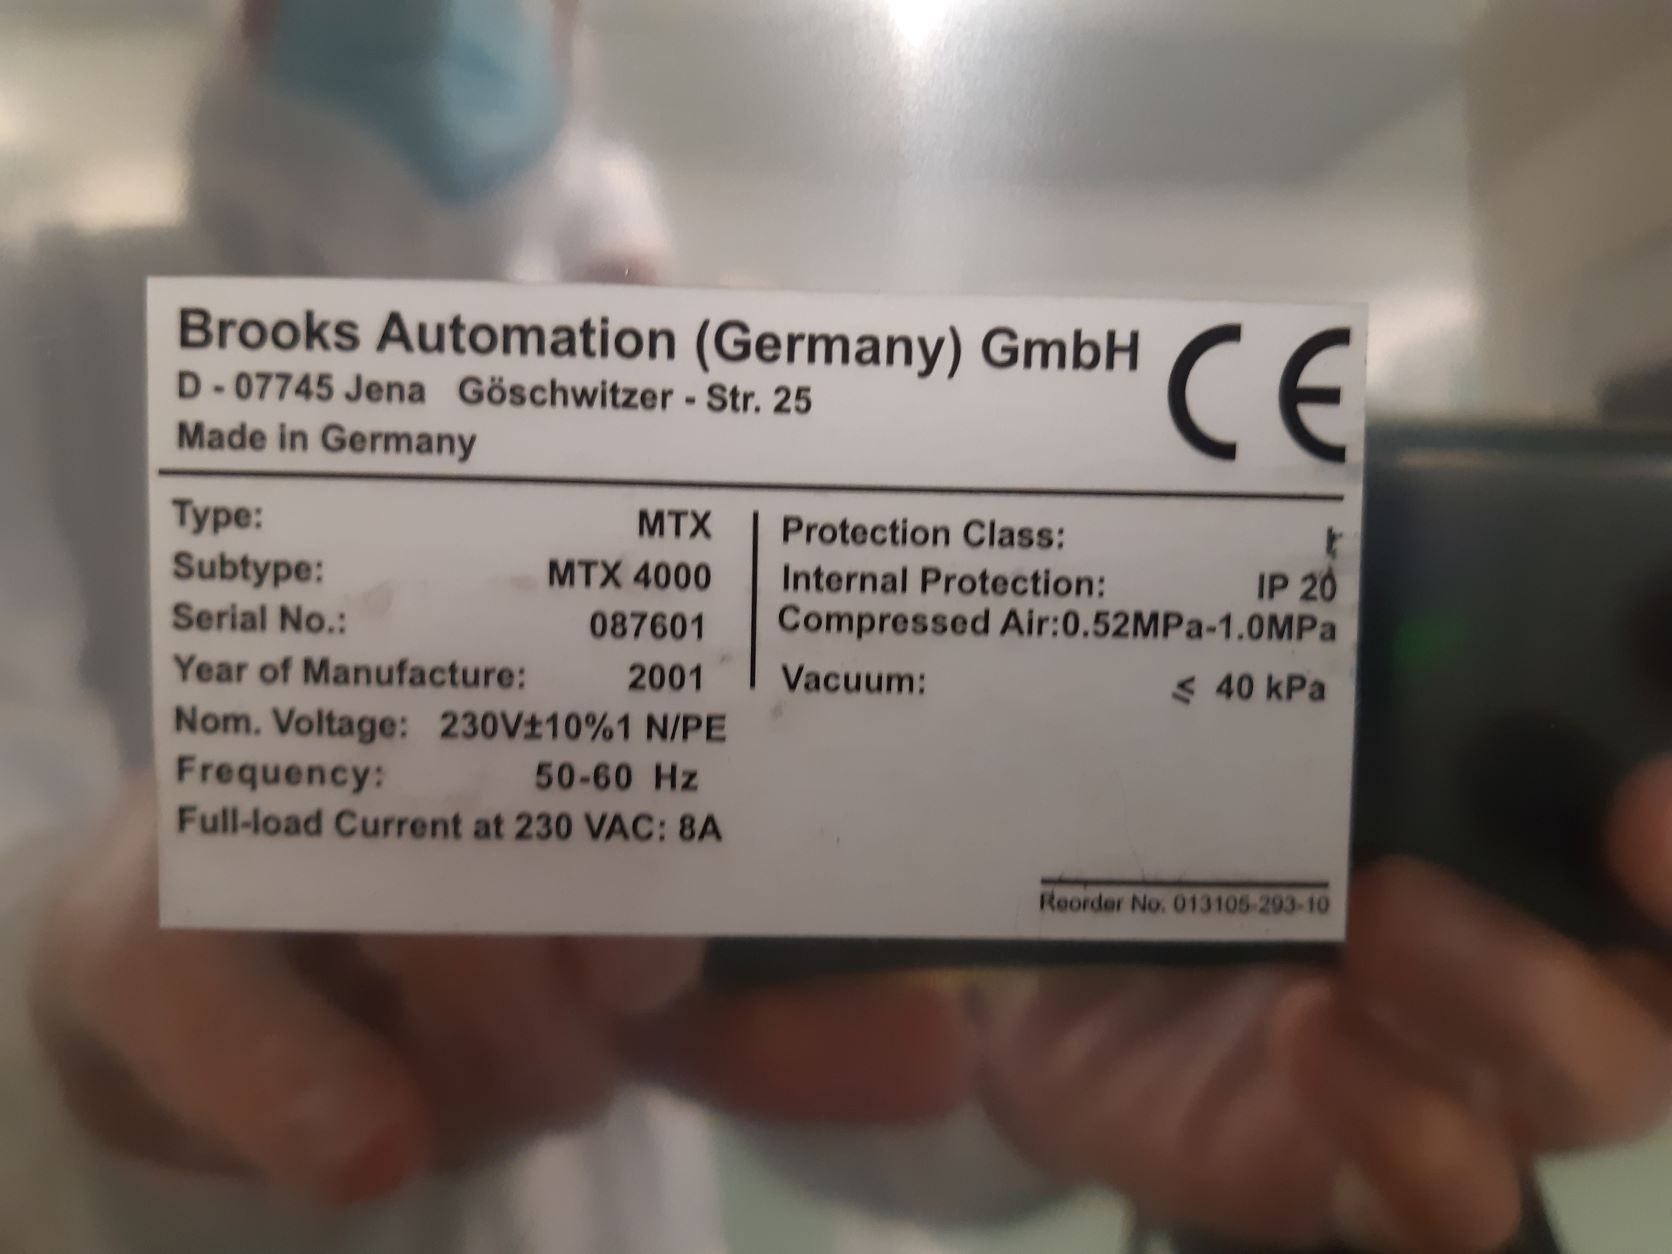 Brooks Automation (Germany) GmbH CE
D - 07745 Jena Göschwitzer - Str. 25
Made in Germany
Type: MTX
Subtype: MTX 4000
Serial No.: 087601
Year of Manufacture: 2001
Nom. Voltage: 230V±10%1 N/PE
Frequency: 50-60 Hz
Full-load Current at 230 VAC: 8A
Protection Class:
Internal Protection: IP 20
Compressed Air:0.52MPa-1.0MPa
Vacuum: ≤ 40 kPa
Reorder No. 013105-293-10